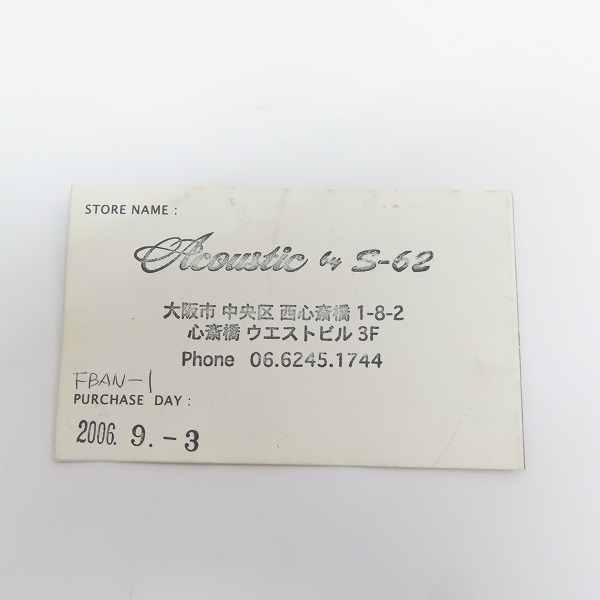 STORE NAME :
Acoustic by S-62
大阪市 中央区 西心斎橋 1-8-2
心斎橋 ウエストビル 3F
Phone 06.6245.1744
FBAN-1
PURCHASE DAY :
2006. 9. -3